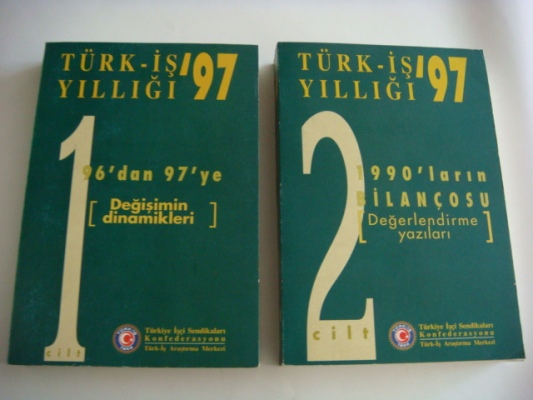 TÜRK-İŞ '97
YILLIĞI
1
96'dan 97'ye
[Değişimin
dinamikleri]
cilt
Türkiye İşçi Sendikaları
Konfederasyonu
Türk-İş Araştırma Merkezi
TÜRK-İŞ '97
YILLIĞI
2
1990'ların
BİLANÇOSU
[Değerlendirme
yazıları]
cilt
Türkiye İşçi Sendikaları
Konfederasyonu
Türk-İş Araştırma Merkezi